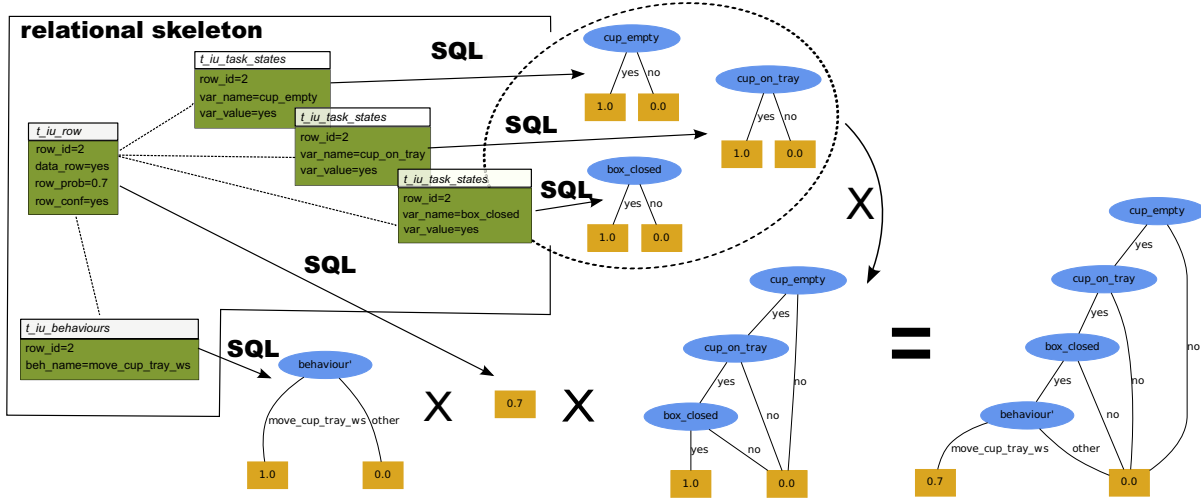 relational skeleton
t_iu_task_states
row_id=2
var_name=cup_empty
var_value=yes
t_iu_task_states
row_id=2
var_name=cup_on_tray
var_value=yes
t_iu_task_states
row_id=2
var_name=box_closed
var_value=yes
t_iu_row
row_id=2
data_row=yes
row_prob=0.7
row_conf=yes
t_iu_behaviours
row_id=2
beh_name=move_cup_tray_ws
SQL
SQL
SQL
SQL
SQL
cup_empty
yes no
1.0 0.0
cup_on_tray
yes no
1.0 0.0
box_closed
yes no
1.0 0.0
X
behaviour'
move_cup_tray_ws other
1.0 0.0
X
0.7
X
cup_empty
yes
cup_on_tray
no
yes
box_closed
no
yes no
1.0 0.0
=
cup_empty
yes
no
cup_on_tray
yes
no
box_closed
yes
no
behaviour'
move_cup_tray_ws other
0.7 0.0